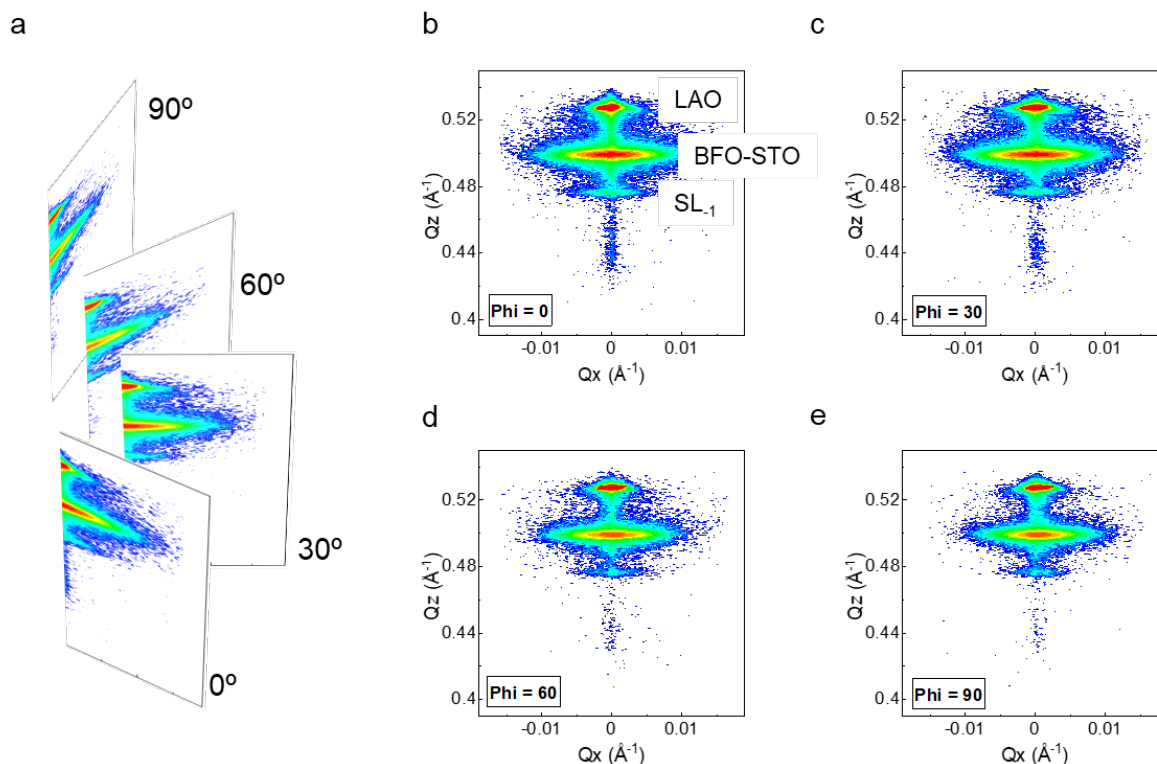 a
90º
60º
30º
0º
b
LAO
BFO-STO
SL-1
0.52
0.48
0.44
0.4
Qz (Å-1)
Phi = 0
-0.01
0
0.01
Qx (Å-1)
c
0.52
0.48
0.44
0.4
Qz (Å-1)
Phi = 30
-0.01
0
0.01
Qx (Å-1)
d
0.52
0.48
0.44
0.4
Qz (Å-1)
Phi = 60
-0.01
0
0.01
Qx (Å-1)
e
0.52
0.48
0.44
0.4
Qz (Å-1)
Phi = 90
-0.01
0
0.01
Qx (Å-1)